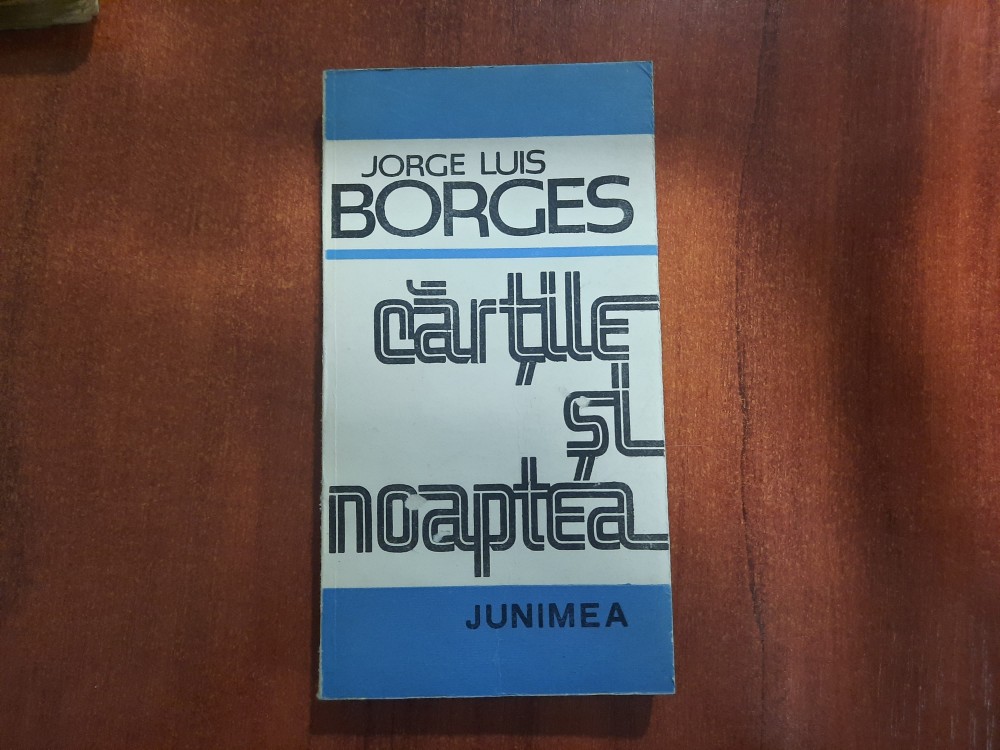 JORGE LUIS
BORGES
cărțile
și
noaptea
JUNIMEA